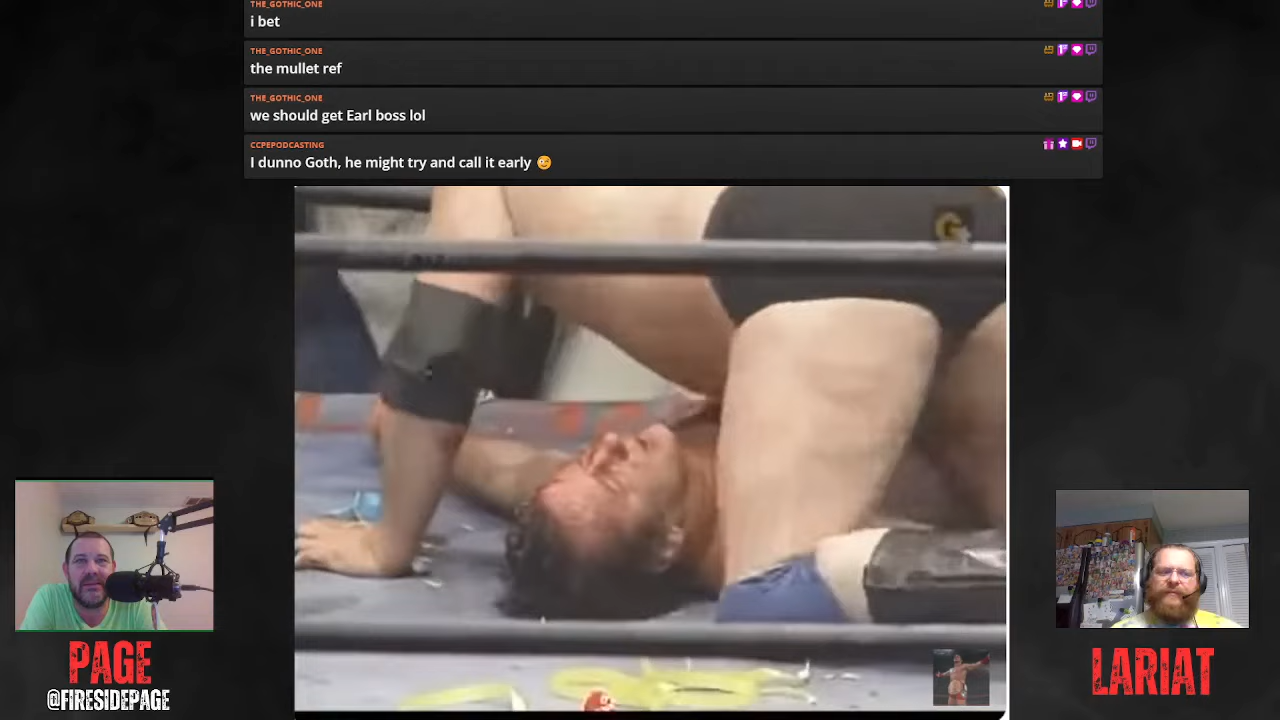 THE_GOTHIC_ONE
i bet
THE_GOTHIC_ONE
the mullet ref
THE_GOTHIC_ONE
we should get Earl boss lol
CCPEPODCASTING
I dunno Goth, he might try and call it early
G+
PAGE
@FIRESIDEPAGE
LARIAT